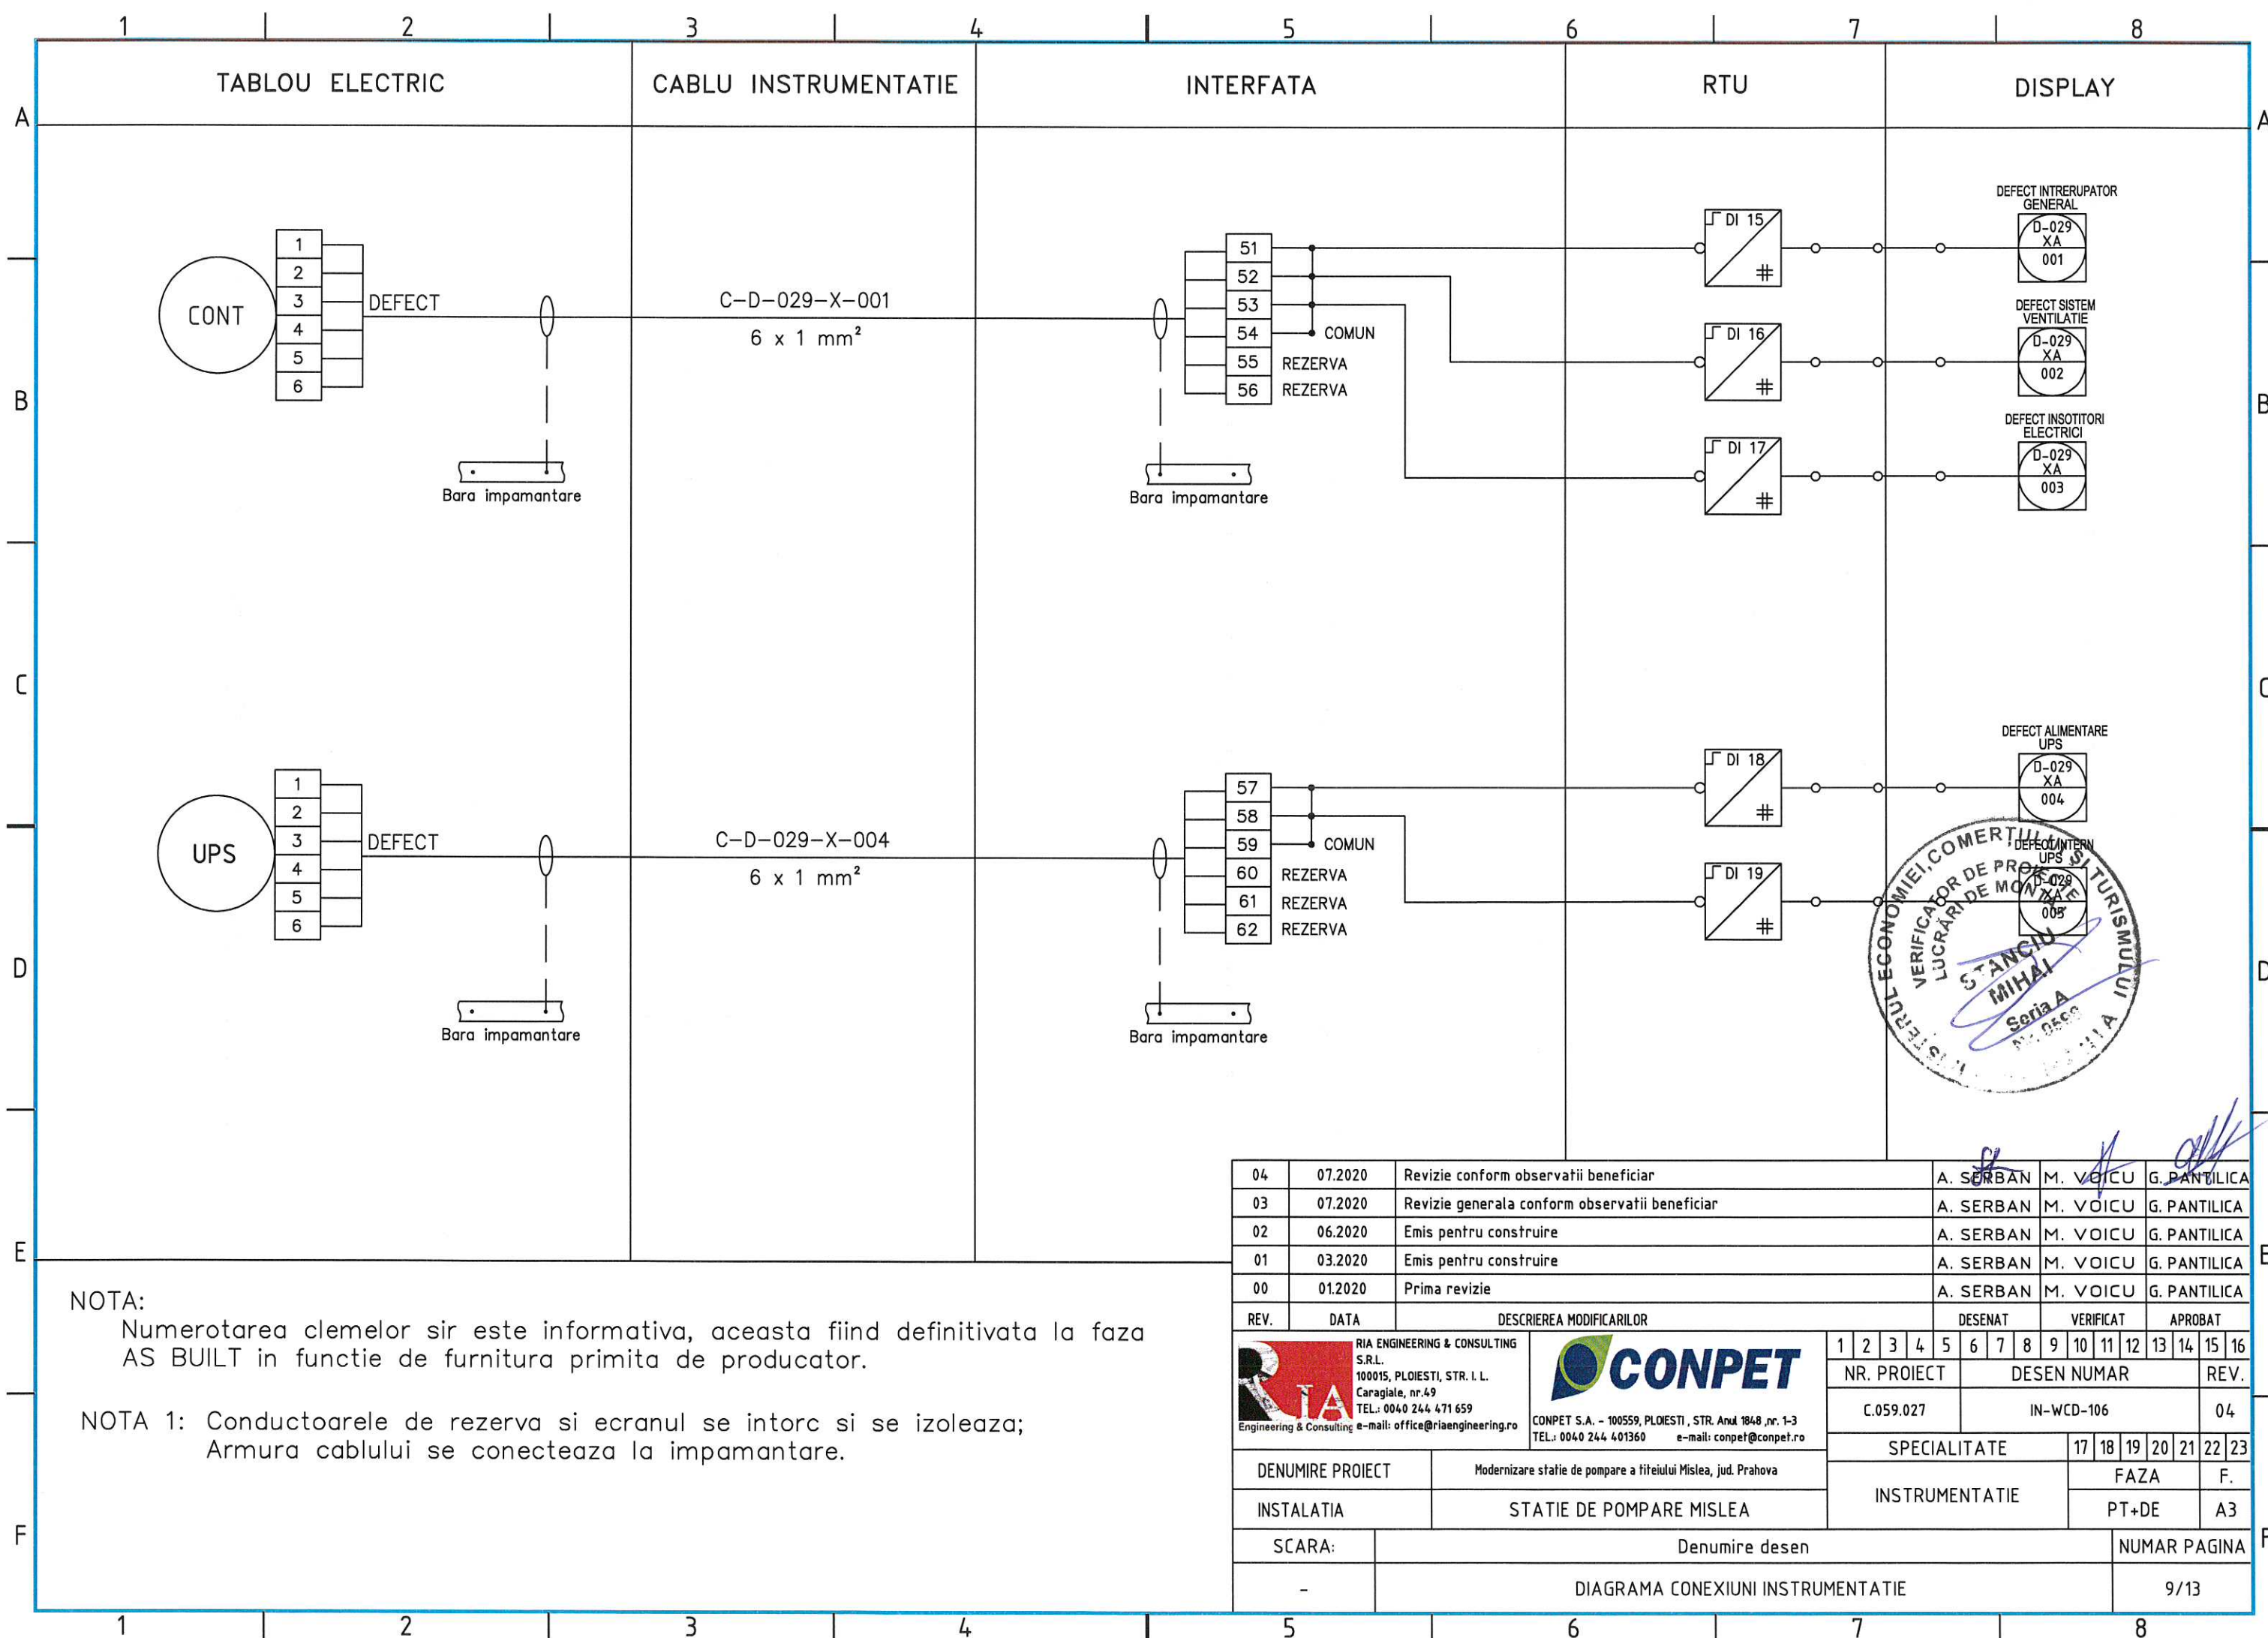 1 2 3 4 5 6 7 8
TABLOU ELECTRIC
CABLU INSTRUMENTATIE
INTERFATA
RTU
DISPLAY
A
A
B
B
C
C
D
D
E
E
F
F
CONT
1
2
3
4
5
6
DEFECT
Bara impamantare
C-D-029-X-001
6 x 1 mm²
51
52
53
54
55
56
COMUN
REZERVA
REZERVA
Bara impamantare
DI 15
#
DI 16
#
DI 17
#
DEFECT INTRERUPATOR
GENERAL
D-029
XA
001
DEFECT SISTEM
VENTILATIE
D-029
XA
002
DEFECT INSOTITORI
ELECTRICI
D-029
XA
003
UPS
1
2
3
4
5
6
DEFECT
Bara impamantare
C-D-029-X-004
6 x 1 mm²
57
58
59
60
61
62
COMUN
REZERVA
REZERVA
REZERVA
Bara impamantare
DI 18
#
DI 19
#
DEFECT ALIMENTARE
UPS
D-029
XA
004
DEFECT INTERN
UPS
D-029
XA
005
ECONOMIEI, COMERȚULUI ȘI TURISMULUI
VERIFICATOR DE PROIECTE
LUCRĂRI DE MONTAJ
STANCIU
MIHAI
Seria A
04 07.2020 Revizie conform observatii beneficiar A. SERBAN M. VOICU G. PANTILICA
03 07.2020 Revizie generala conform observatii beneficiar A. SERBAN M. VOICU G. PANTILICA
02 06.2020 Emis pentru construire A. SERBAN M. VOICU G. PANTILICA
01 03.2020 Emis pentru construire A. SERBAN M. VOICU G. PANTILICA
00 01.2020 Prima revizie A. SERBAN M. VOICU G. PANTILICA
REV. DATA DESCRIEREA MODIFICARILOR DESENAT VERIFICAT APROBAT
NOTA:
Numerotarea clemelor sir este informativa, aceasta fiind definitivata la faza
AS BUILT in functie de furnitura primita de producator.
NOTA 1: Conductoarele de rezerva si ecranul se intorc si se izoleaza;
Armura cablului se conecteaza la impamantare.
RIA
Engineering & Consulting
RIA ENGINEERING & CONSULTING
S.R.L.
100015, PLOIESTI, STR. I. L.
Caragiale, nr.49
TEL.: 0040 244 471 659
e-mail: office@riaengineering.ro
CONPET
CONPET S.A. - 100559, PLOIESTI , STR. Anul 1848 ,nr. 1-3
TEL.: 0040 244 401360 e-mail: conpet@conpet.ro
1 2 3 4 5 6 7 8 9 10 11 12 13 14 15 16
NR. PROIECT DESEN NUMAR REV.
C.059.027 IN-WCD-106 04
SPECIALITATE 17 18 19 20 21 22 23
INSTRUMENTATIE
FAZA F.
PT+DE A3
DENUMIRE PROIECT Modernizare statie de pompare a titeiului Mislea, jud. Prahova
INSTALATIA STATIE DE POMPARE MISLEA
SCARA: Denumire desen NUMAR PAGINA
- DIAGRAMA CONEXIUNI INSTRUMENTATIE 9/13
1 2 3 4 5 6 7 8